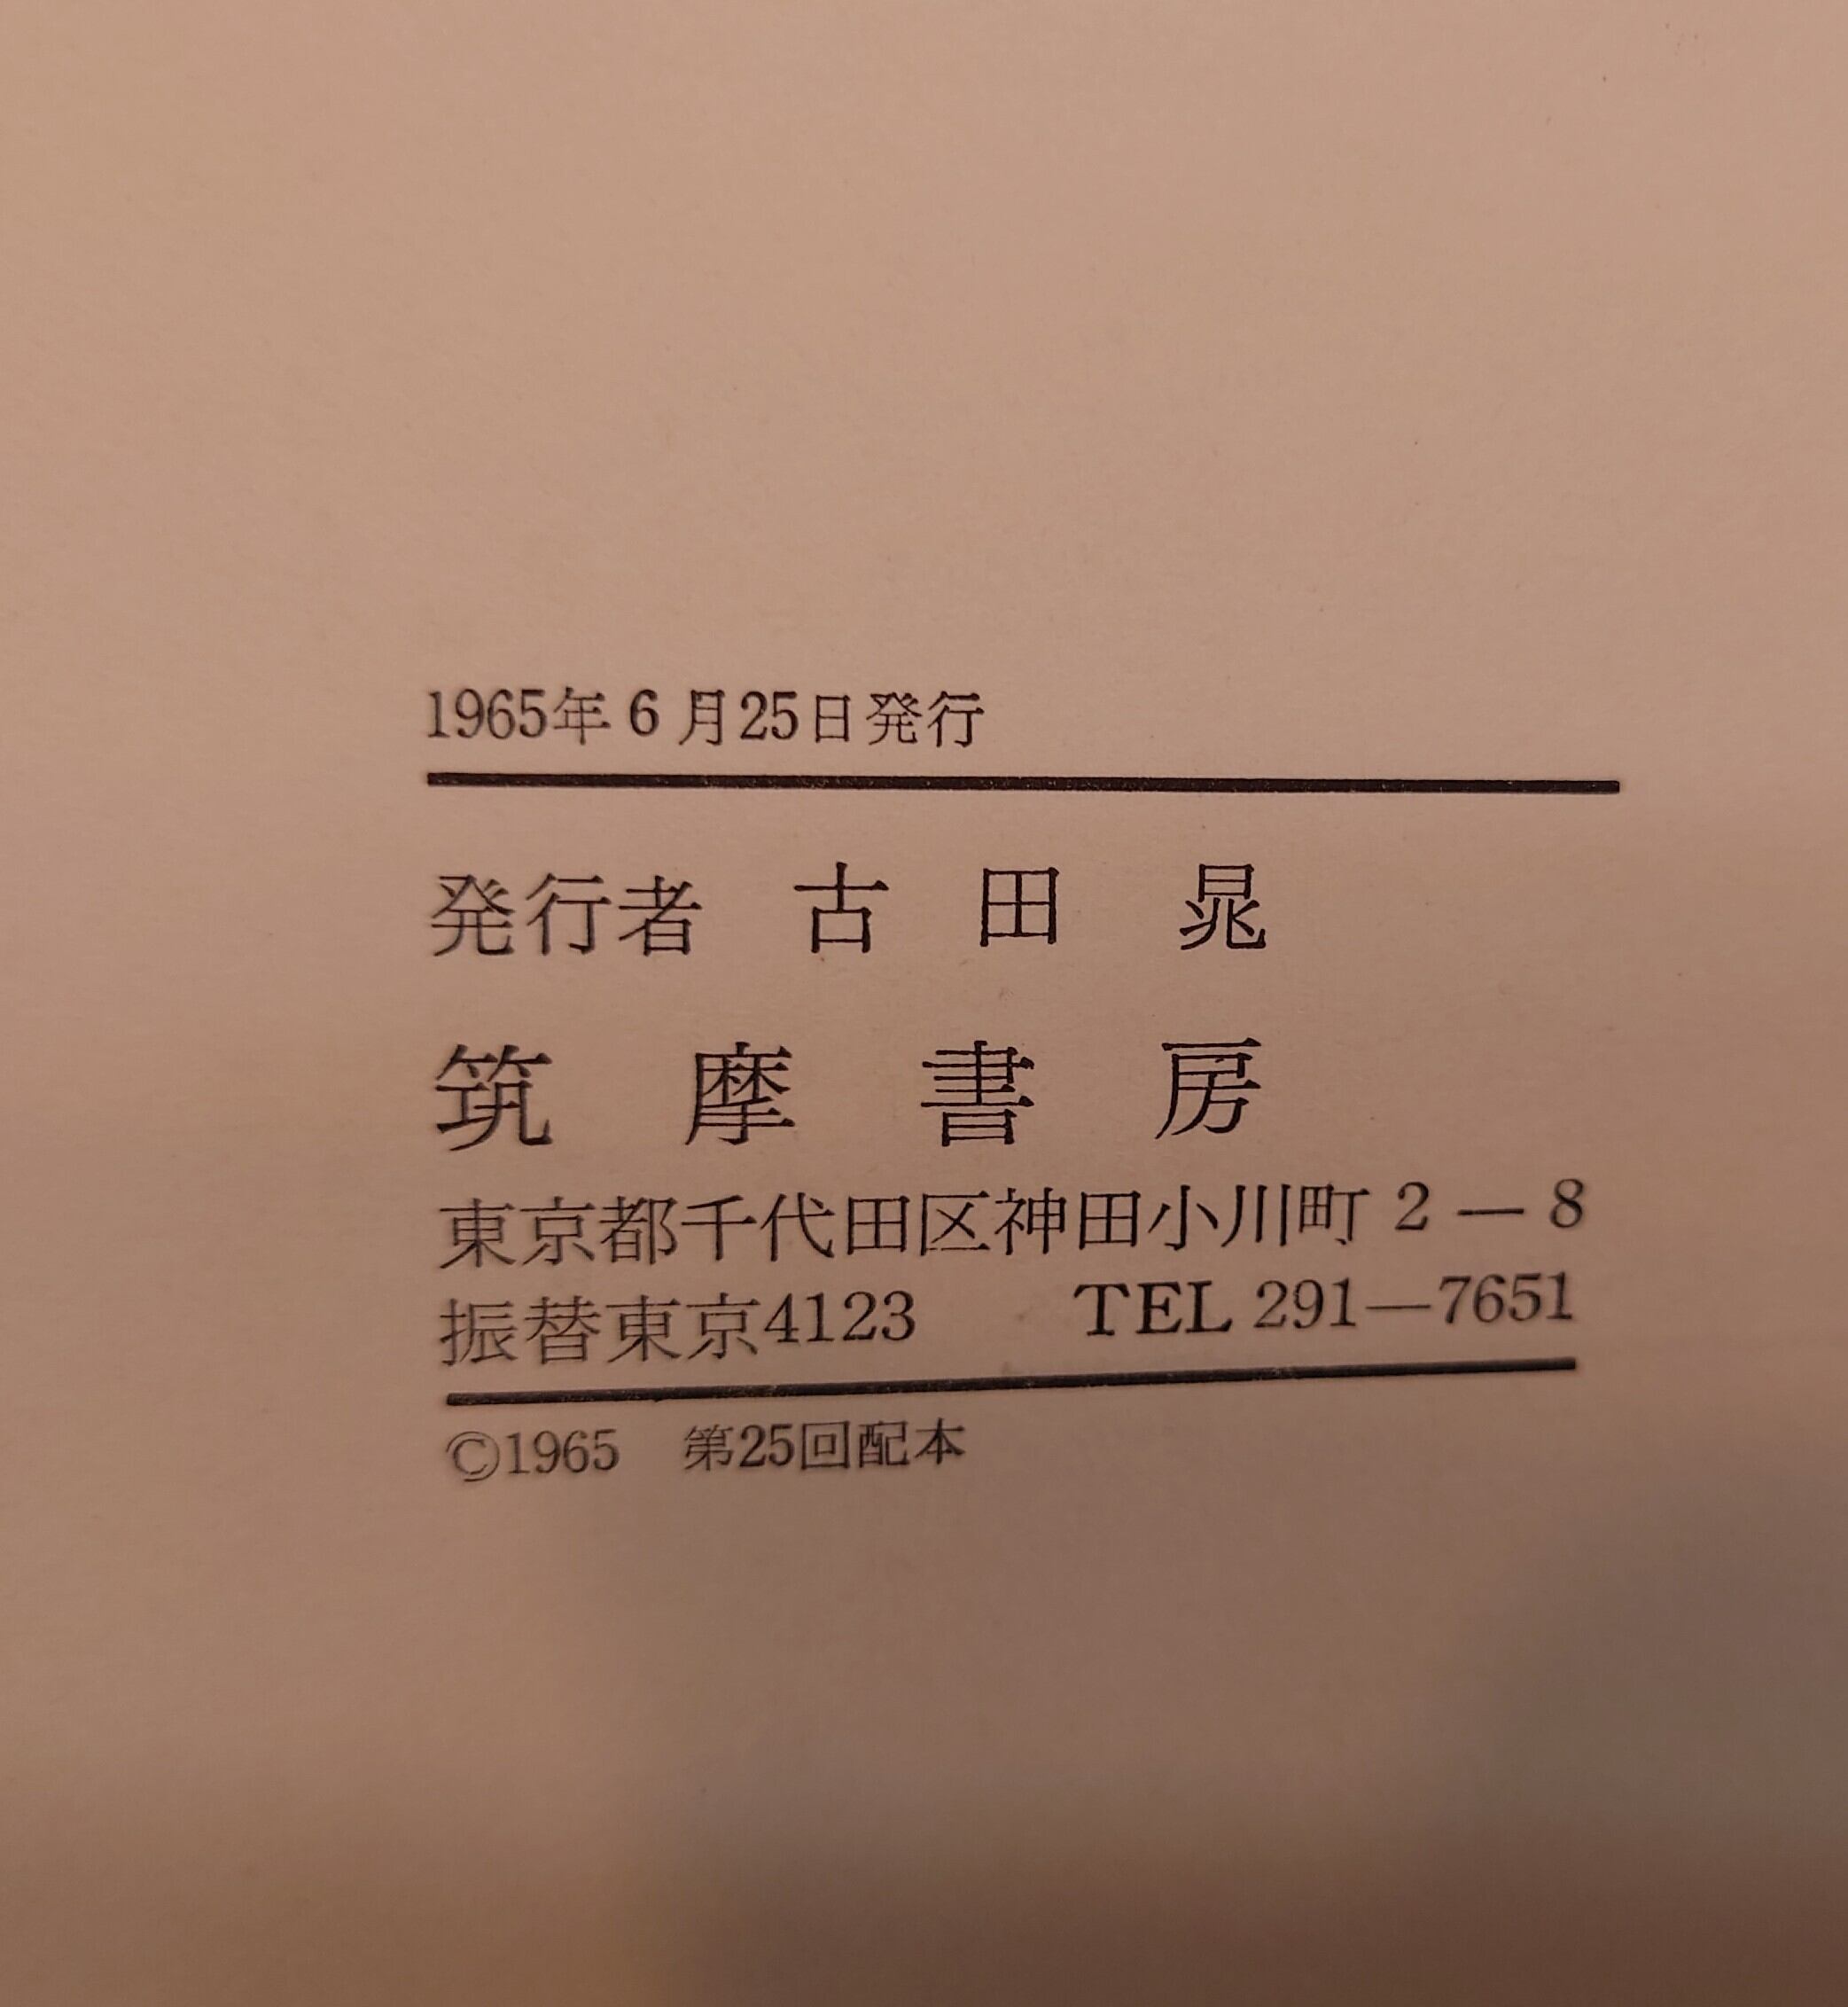 1965年6月25日発行
発行者 古田 晁
筑摩書房
東京都千代田区神田小川町2—8
振替東京4123 TEL 291—7651
©1965 第25回配本